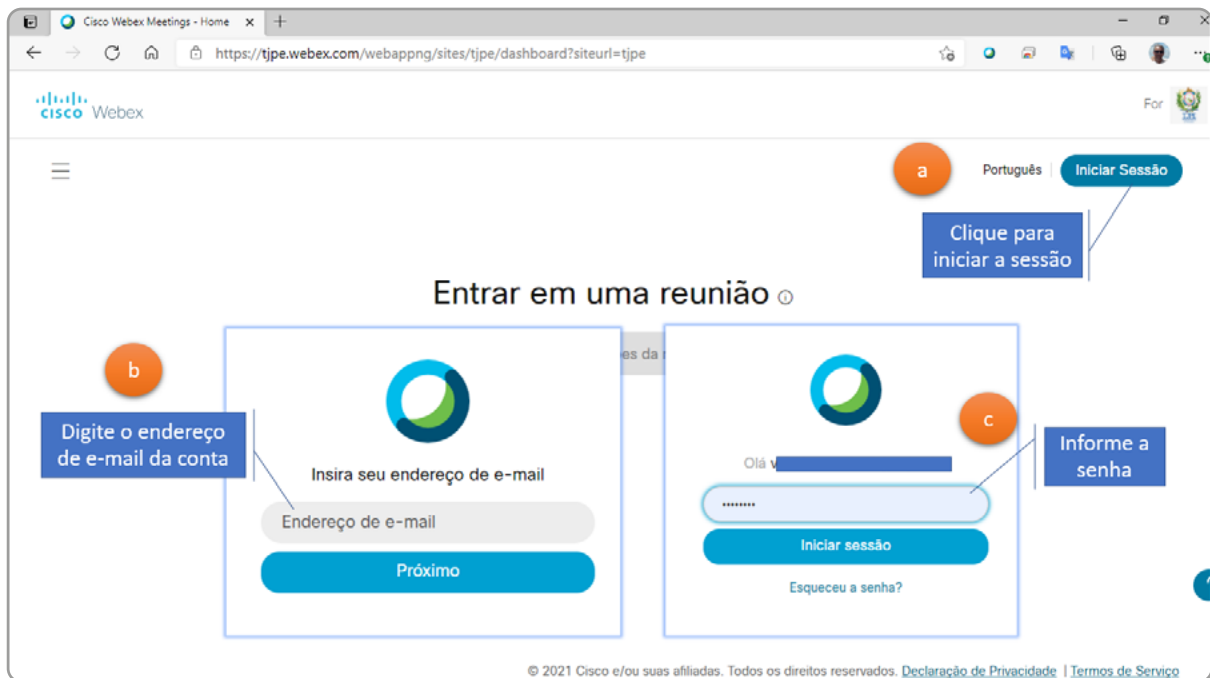 Cisco Webex Meetings - Home
https://tjpe.webex.com/webappng/sites/tjpe/dashboard?siteurl=tjpe
CISCO Webex
For
a
Português
Iniciar Sessão
Clique para
iniciar a sessão
Entrar em uma reunião
es da
b
Digite o endereço
de e-mail da conta
Insira seu endereço de e-mail
Endereço de e-mail
Próximo
c
Informe a
senha
Olá v
Iniciar sessão
Esqueceu a senha?
© 2021 Cisco e/ou suas afiliadas. Todos os direitos reservados. Declaração de Privacidade | Termos de Serviço